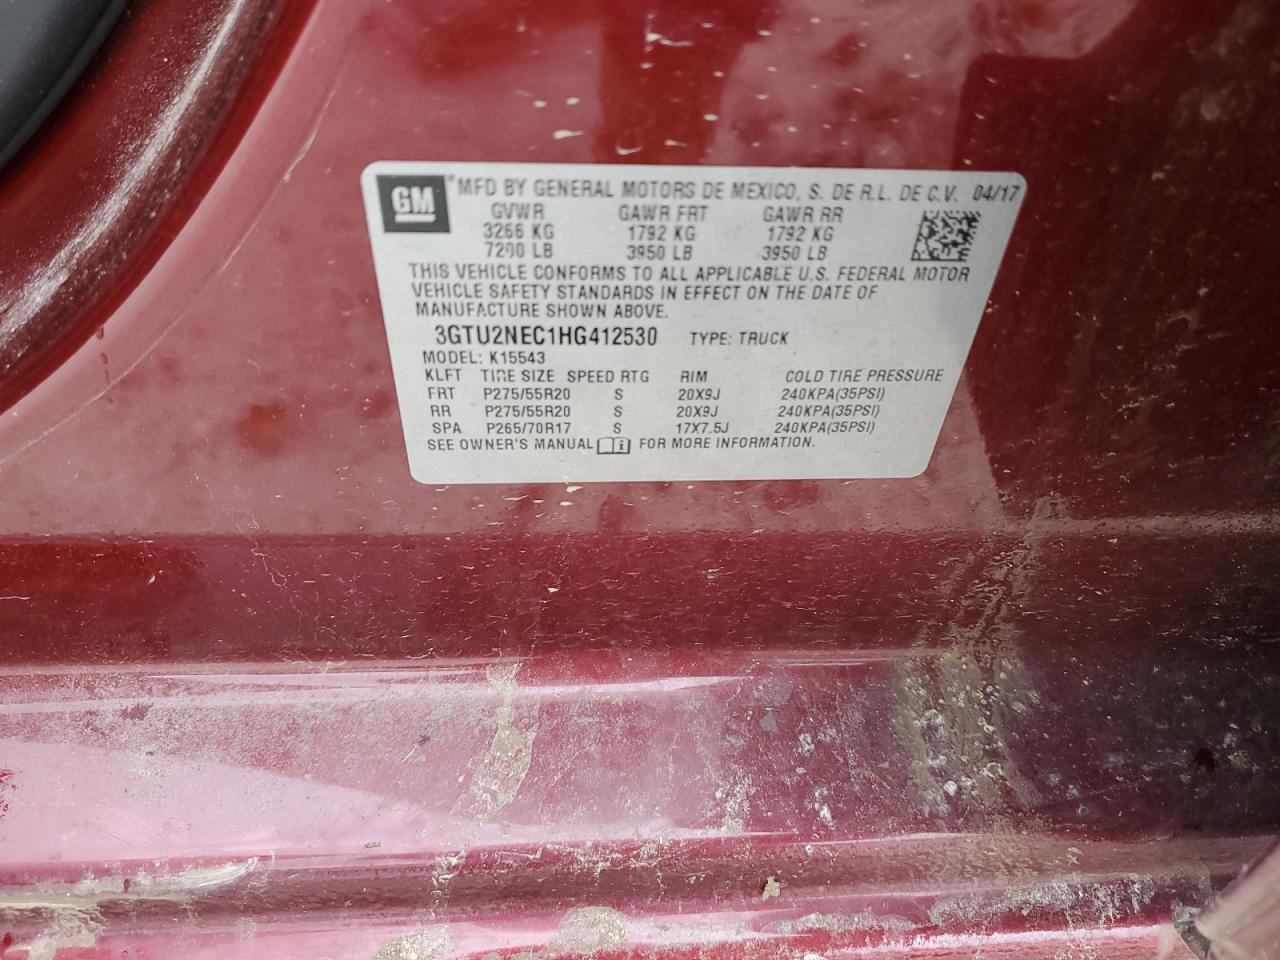 GM ® MFD BY GENERAL MOTORS DE MEXICO, S. DE R.L. DE C.V. 04/17
GVWR GAWR FRT GAWR RR
3266 KG 1792 KG 1792 KG
7200 LB 3950 LB 3950 LB
THIS VEHICLE CONFORMS TO ALL APPLICABLE U.S. FEDERAL MOTOR
VEHICLE SAFETY STANDARDS IN EFFECT ON THE DATE OF
MANUFACTURE SHOWN ABOVE.
3GTU2NEC1HG412530 TYPE: TRUCK
MODEL: K15543
KLFT TIRE SIZE SPEED RTG RIM COLD TIRE PRESSURE
FRT P275/55R20 S 20X9J 240KPA(35PSI)
RR P275/55R20 S 20X9J 240KPA(35PSI)
SPA P265/70R17 S 17X7.5J 240KPA(35PSI)
SEE OWNER'S MANUAL i FOR MORE INFORMATION.